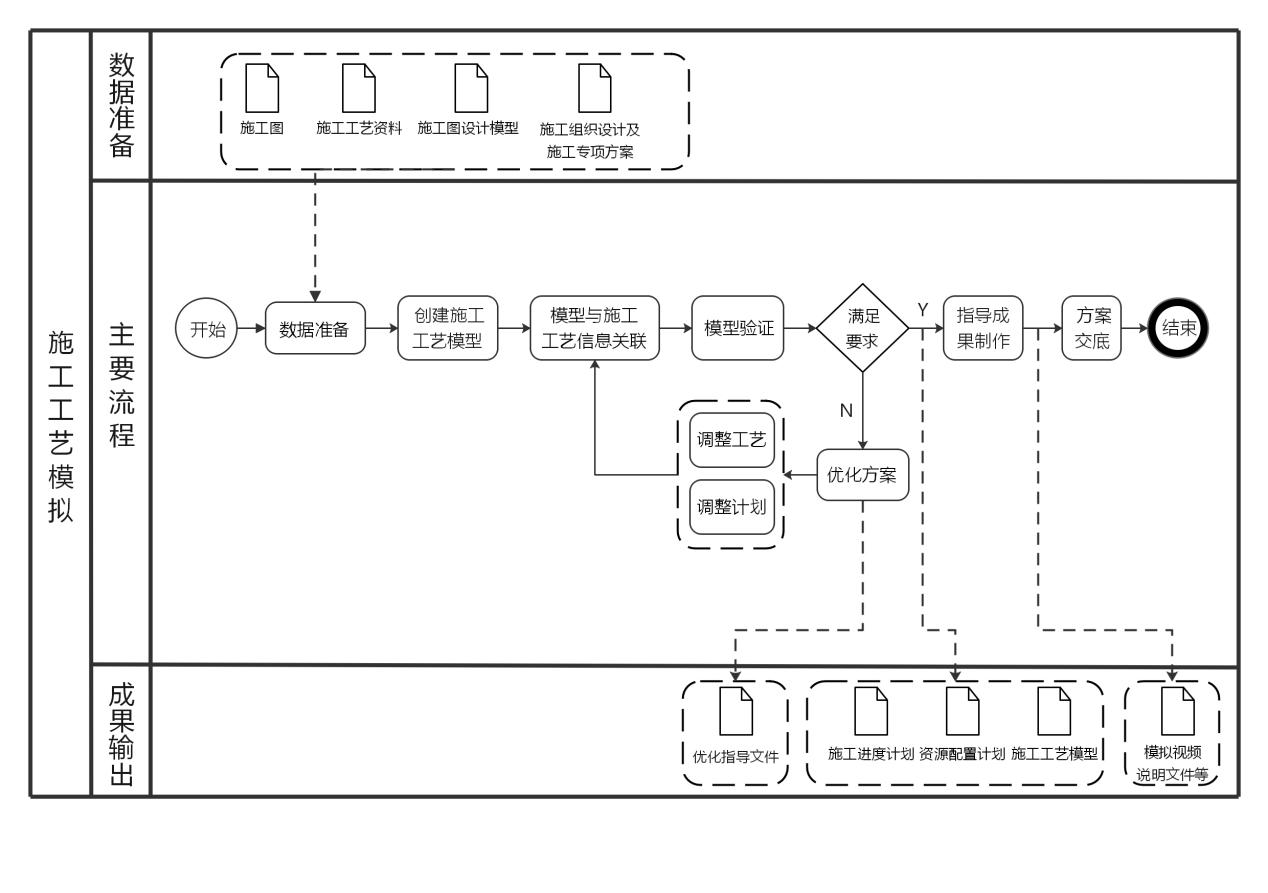 施工工艺模拟
数据准备
施工图
施工工艺资料
施工图设计模型
施工组织设计及
施工专项方案
主要流程
开始
数据准备
创建施工
工艺模型
模型与施工
工艺信息关联
模型验证
满足
要求
Y
N
指导成
果制作
方案
交底
结束
调整工艺
调整计划
优化方案
成果输出
优化指导文件
施工进度计划
资源配置计划
施工工艺模型
模拟视频
说明文件等